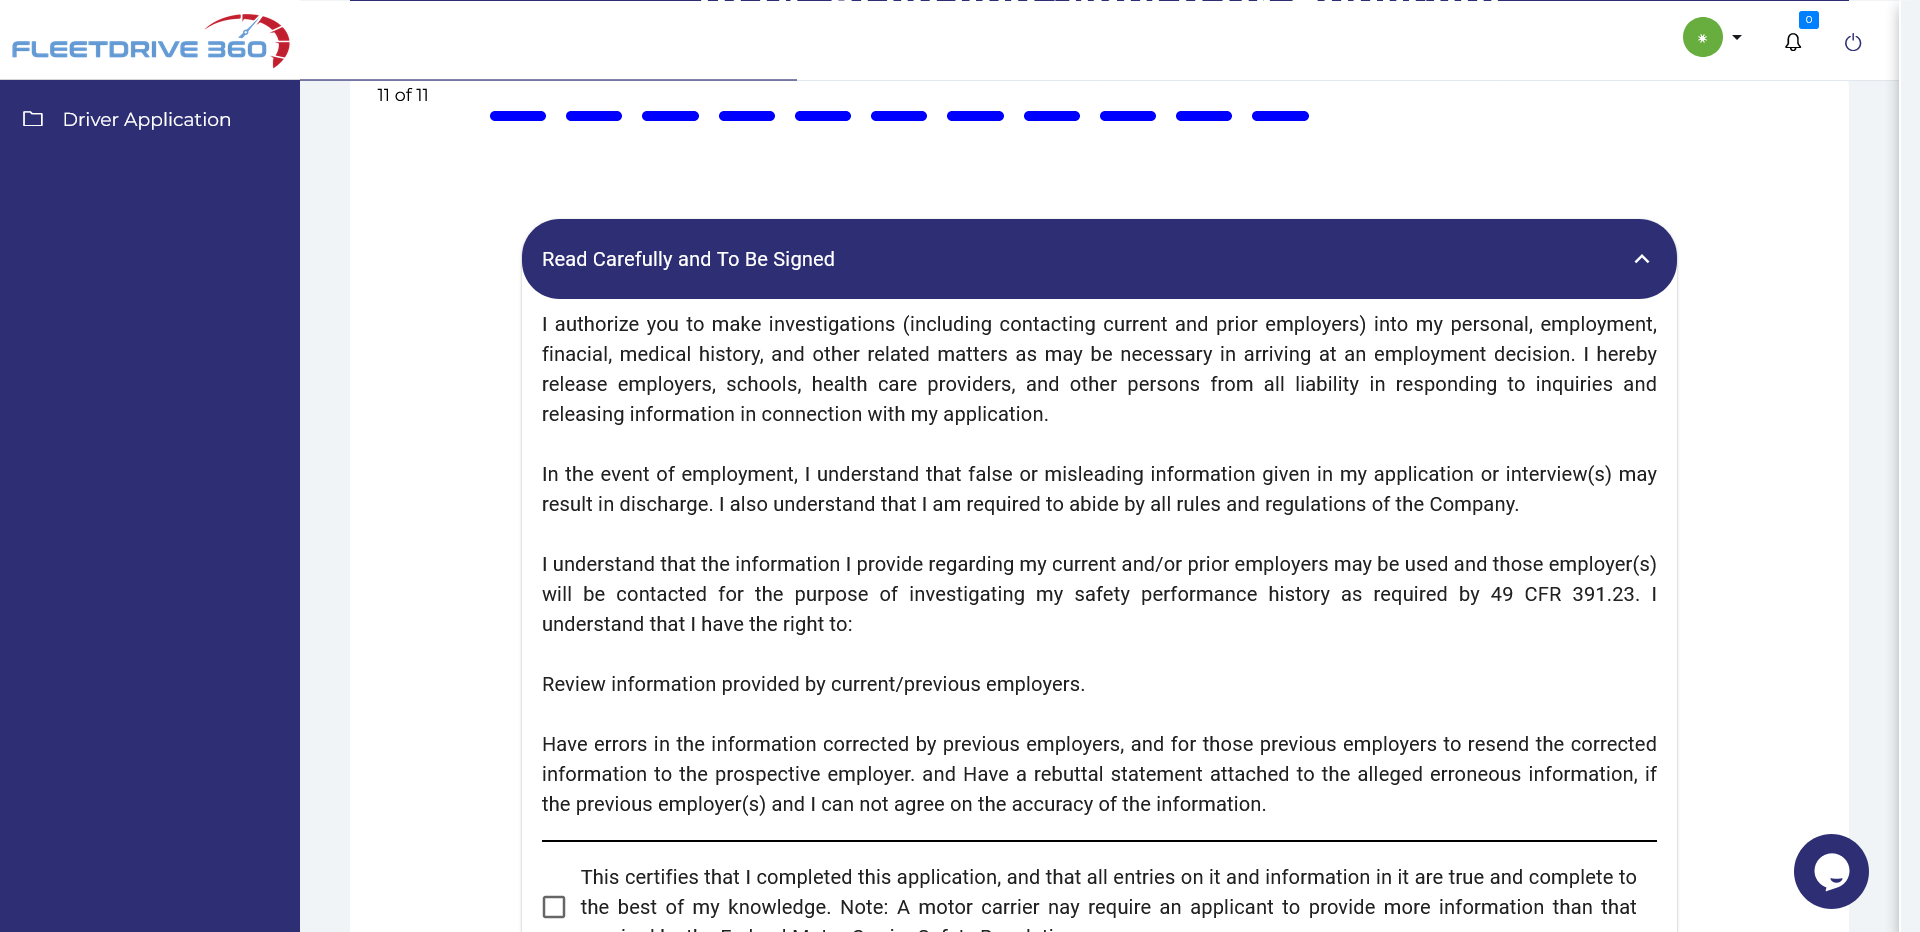 FLEETDRIVE 360
0
Driver Application
11 of 11
Read Carefully and To Be Signed
I authorize you to make investigations (including contacting current and prior employers) into my personal, employment,
finacial, medical history, and other related matters as may be necessary in arriving at an employment decision. I hereby
release employers, schools, health care providers, and other persons from all liability in responding to inquiries and
releasing information in connection with my application.
In the event of employment, I understand that false or misleading information given in my application or interview(s) may
result in discharge. I also understand that I am required to abide by all rules and regulations of the Company.
I understand that the information I provide regarding my current and/or prior employers may be used and those employer(s)
will be contacted for the purpose of investigating my safety performance history as required by 49 CFR 391.23. I
understand that I have the right to:
Review information provided by current/previous employers.
Have errors in the information corrected by previous employers, and for those previous employers to resend the corrected
information to the prospective employer. and Have a rebuttal statement attached to the alleged erroneous information, if
the previous employer(s) and I can not agree on the accuracy of the information.
This certifies that I completed this application, and that all entries on it and information in it are true and complete to
the best of my knowledge. Note: A motor carrier nay require an applicant to provide more information than that